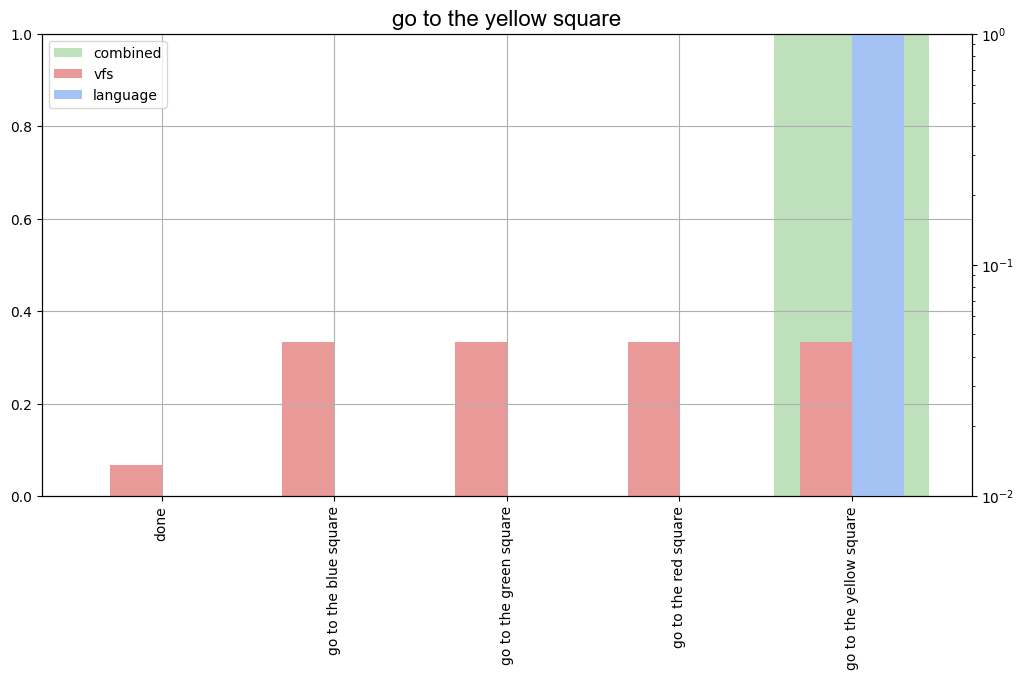 go to the yellow square
combined
vfs
language
1.0
0.8
0.6
0.4
0.2
0.0
10⁰
10⁻¹
10⁻²
done
go to the blue square
go to the green square
go to the red square
go to the yellow square